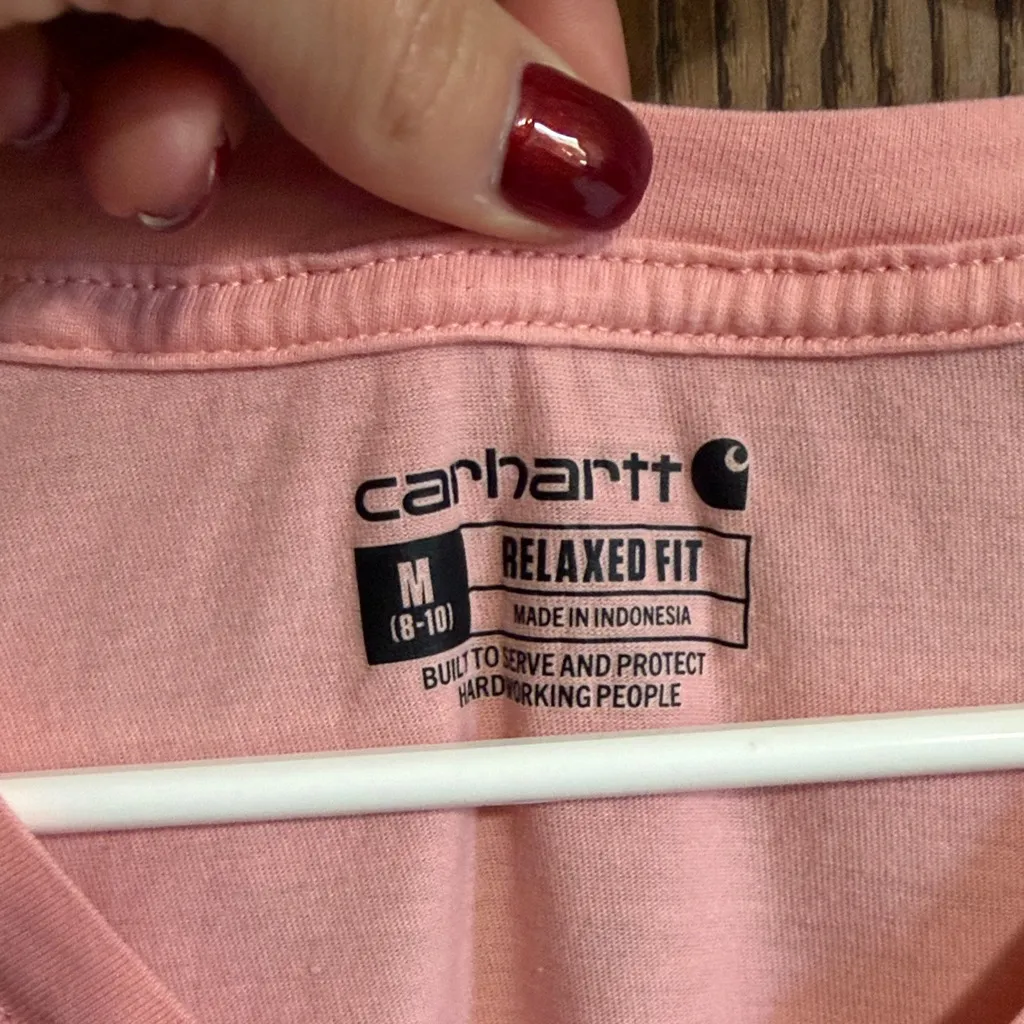 carhartt
M
(8-10)
RELAXED FIT
MADE IN INDONESIA
BUILT TO SERVE AND PROTECT
HARDWORKING PEOPLE